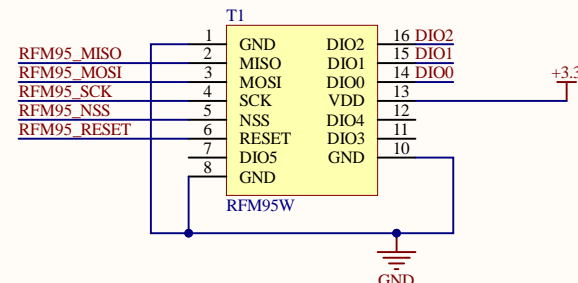 T1
1 GND DIO2 16 DIO2
RFM95_MISO 2 MISO DIO1 15 DIO1
RFM95_MOSI 3 MOSI DIO0 14 DIO0
RFM95_SCK 4 SCK VDD 13 +3.3
RFM95_NSS 5 NSS DIO4 12
RFM95_RESET 6 RESET DIO3 11
7 DIO5 GND 10
8 GND
RFM95W
GND